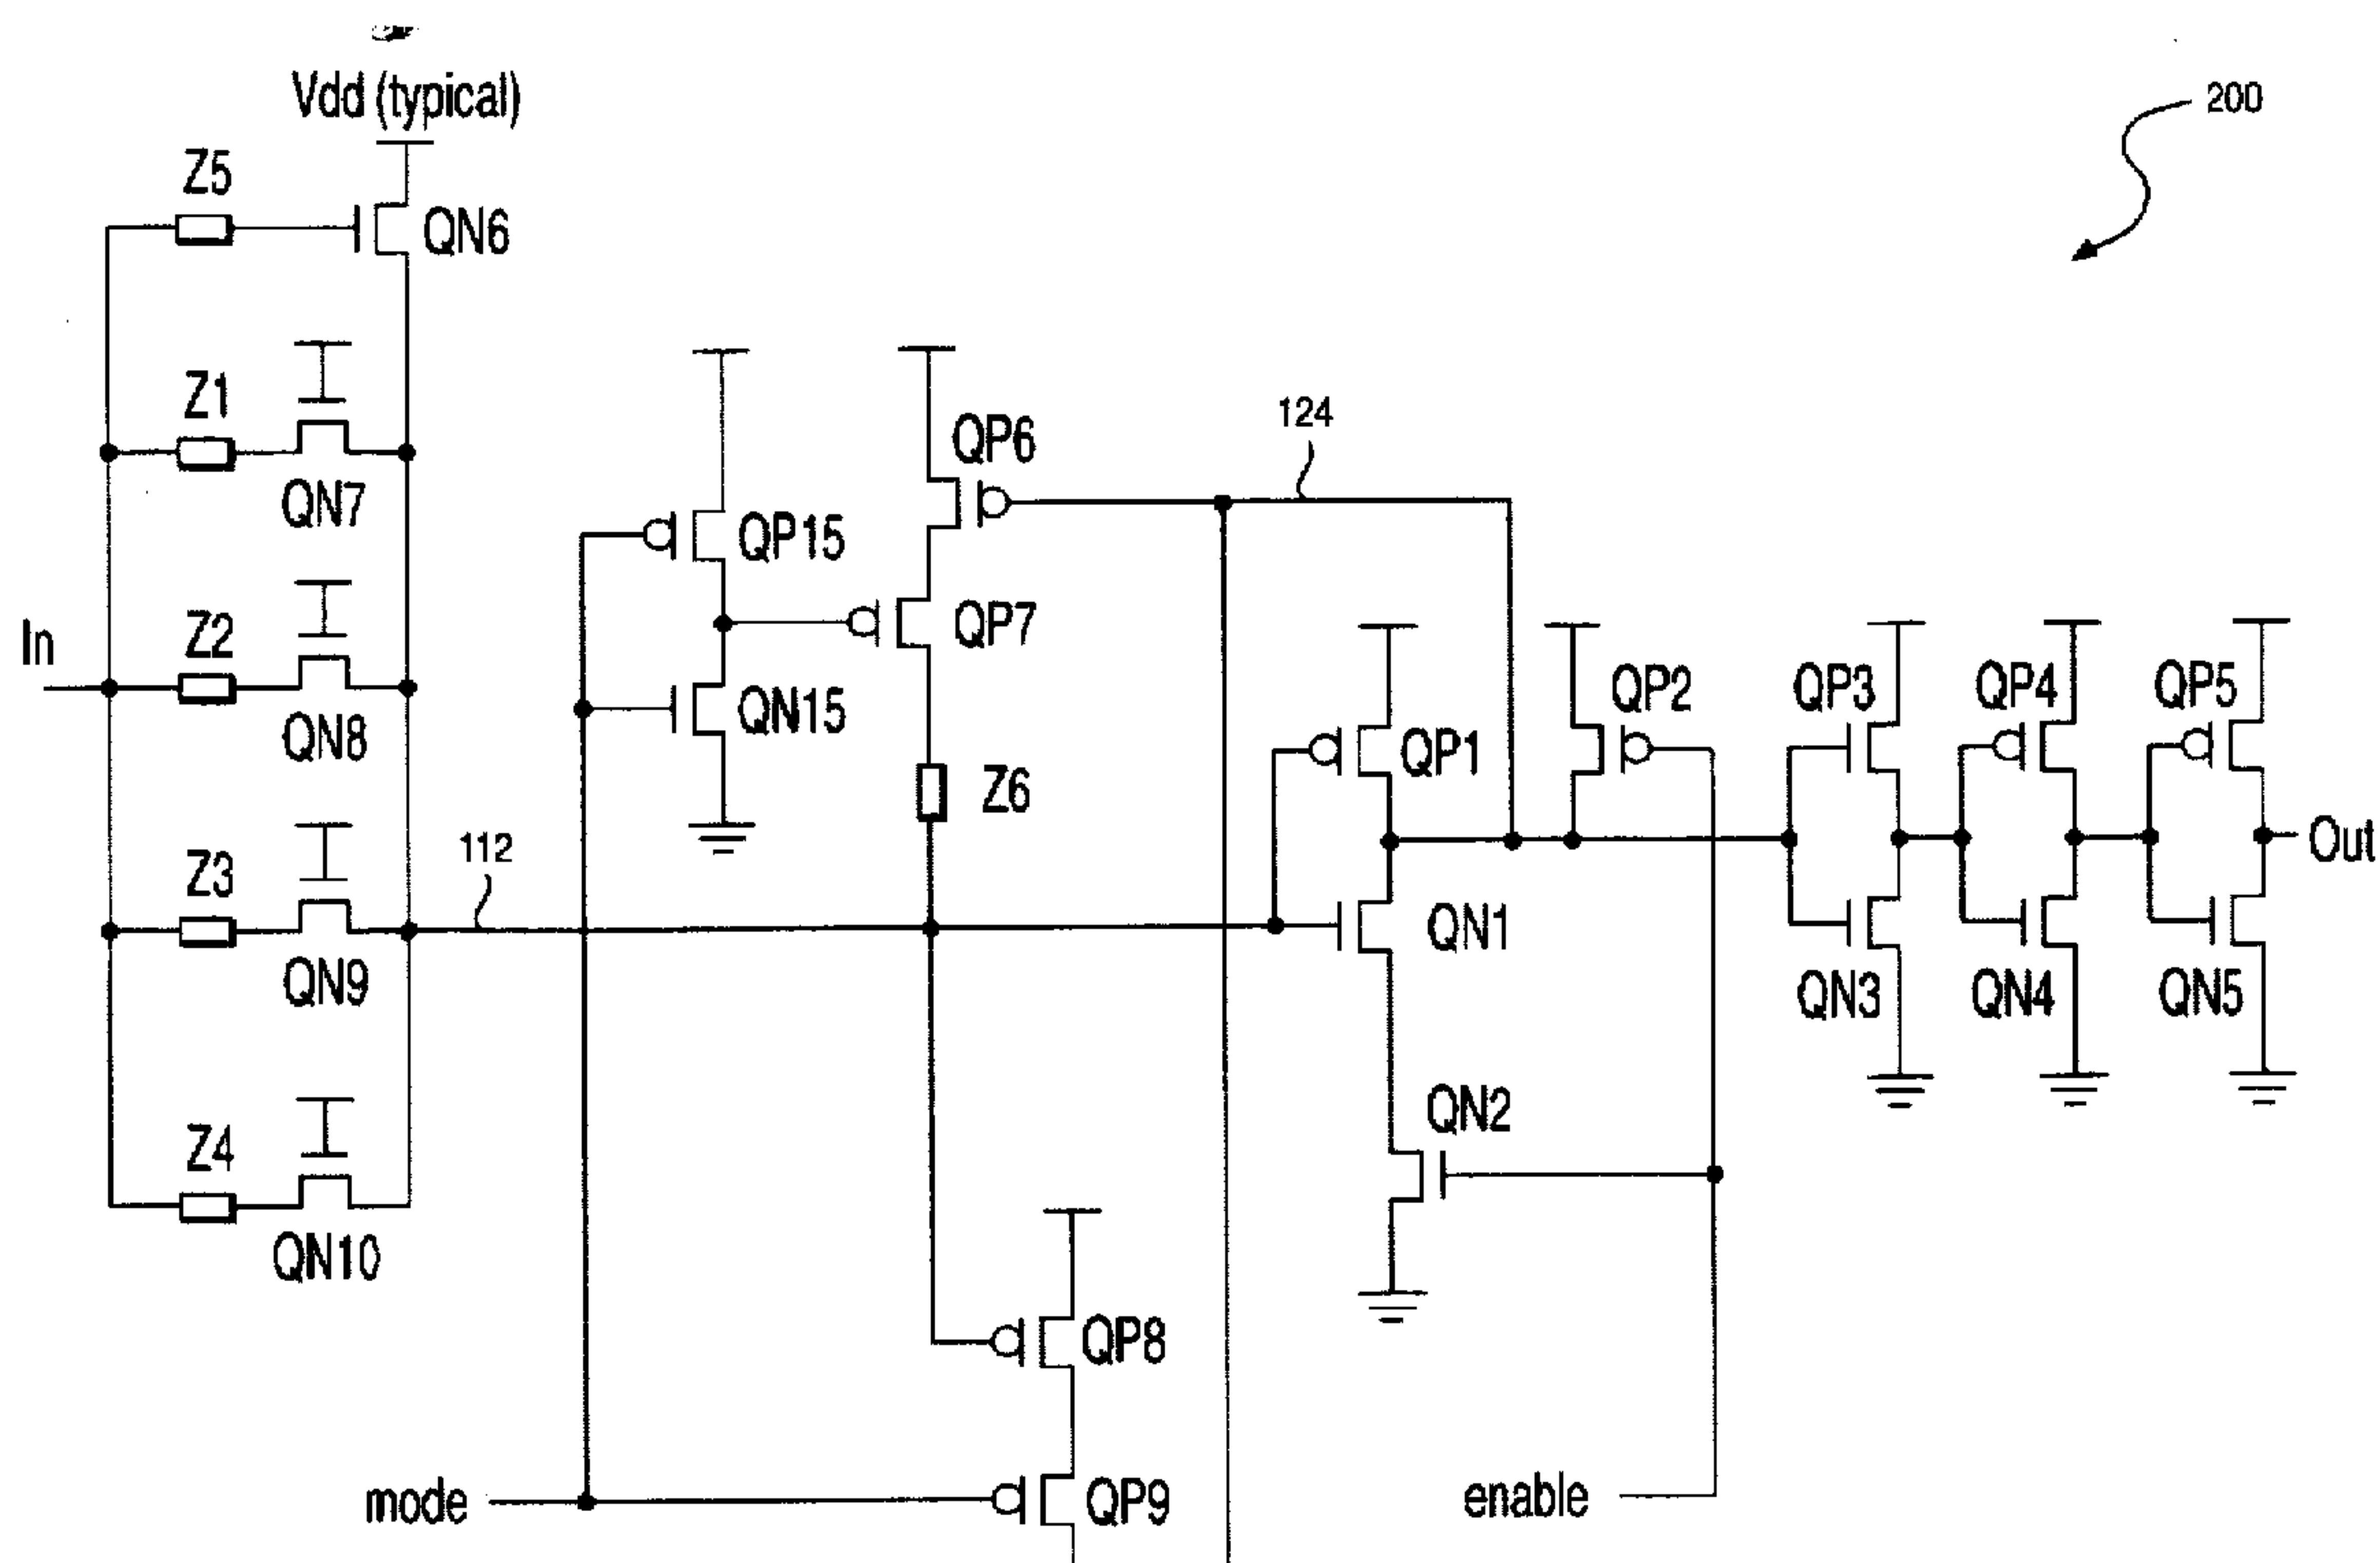 Vdd (typical)
200
Z5
QN6
Z1
QN7
QP6
124
QP15
Z2
In
QN8
QP7
QP2
QP3
QP4
QP5
QN15
QP1
Z6
Out
Z3
112
QN9
QN1
QN3
QN4
QN5
Z4
QN2
QN10
QP8
mode
QP9
enable